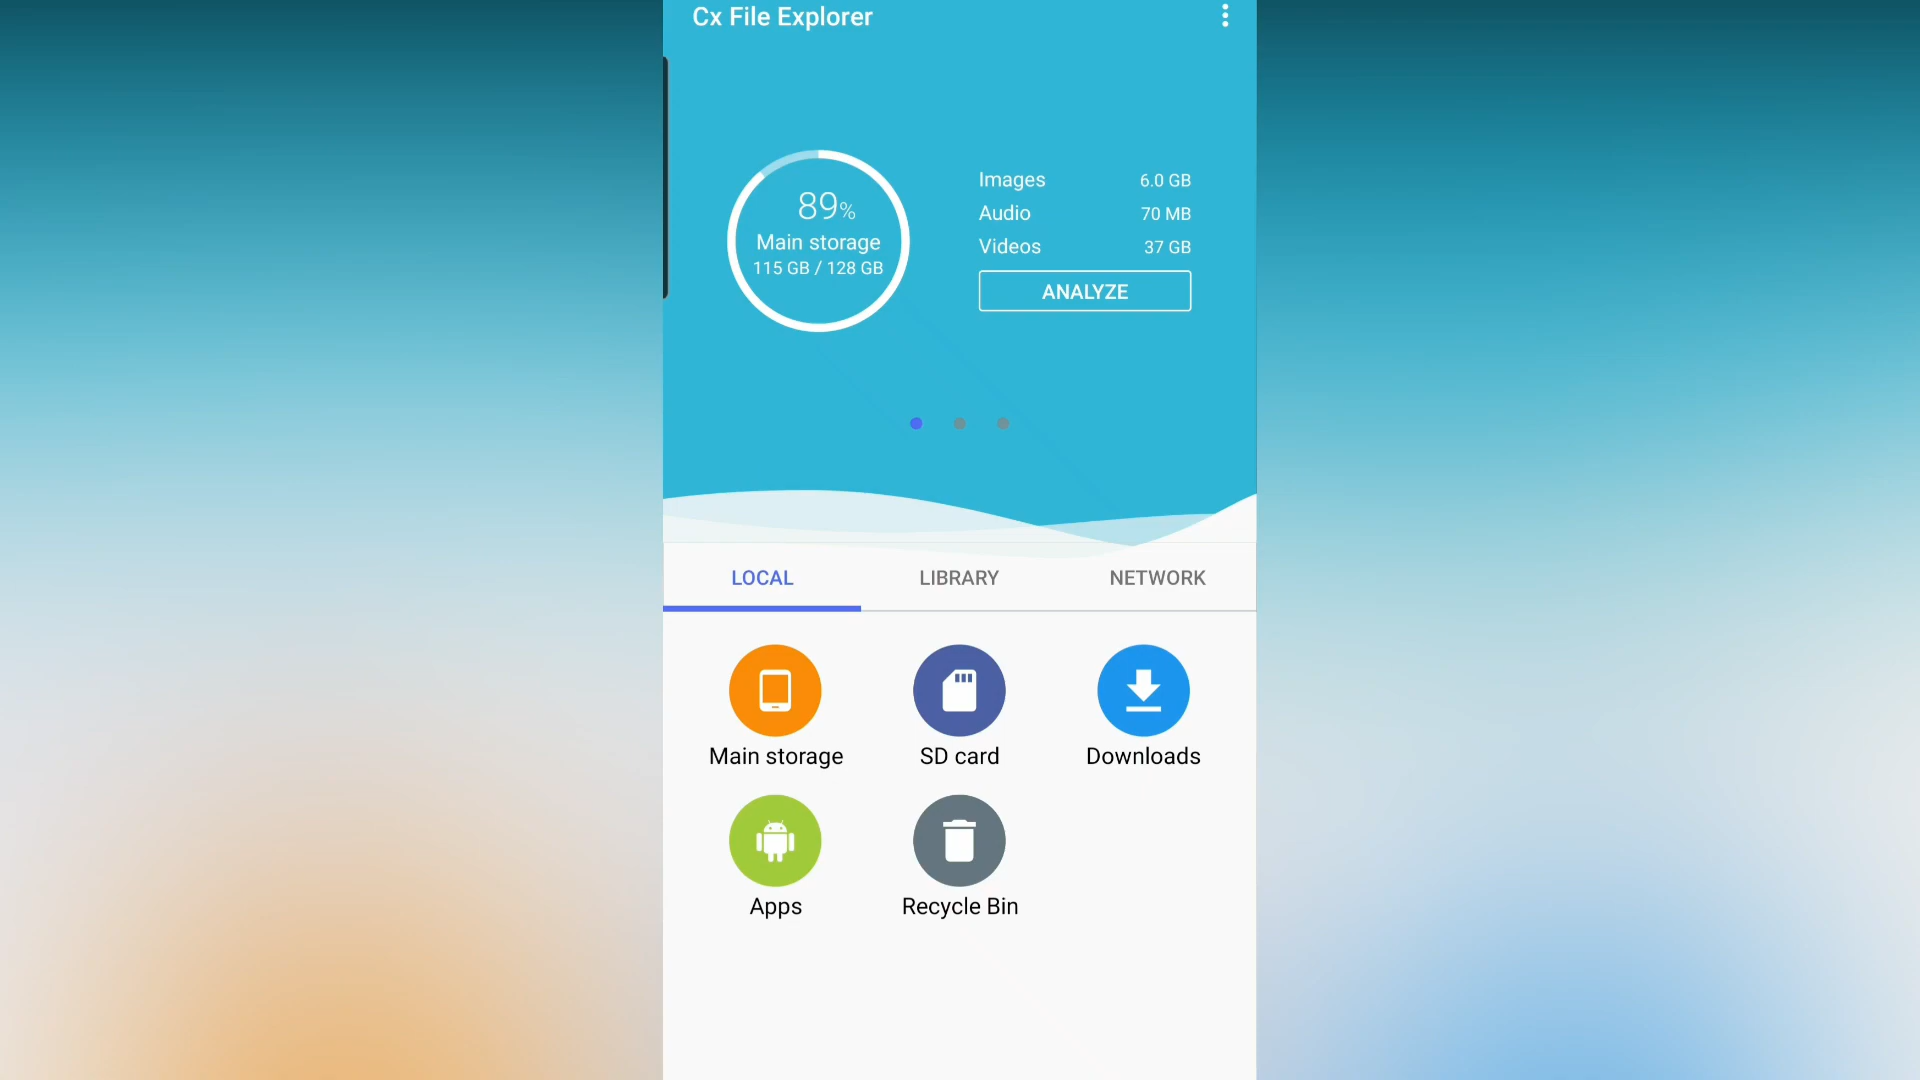 Cx File Explorer
89%
Main storage
115 GB / 128 GB
Images 6.0 GB
Audio 70 MB
Videos 37 GB
ANALYZE
LOCAL LIBRARY NETWORK
Main storage SD card Downloads
Apps Recycle Bin